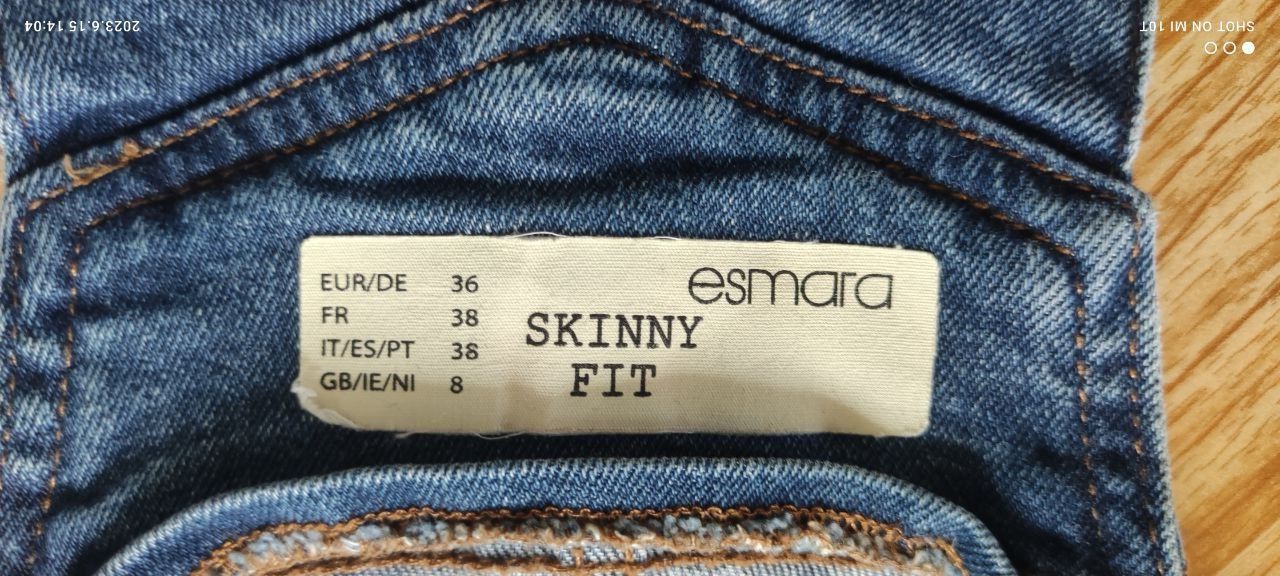 2023.6.15 14:04
SHOT ON MI 10T
esmara
EUR/DE 36
FR 38
IT/ES/PT 38
GB/IE/NI 8
SKINNY
FIT